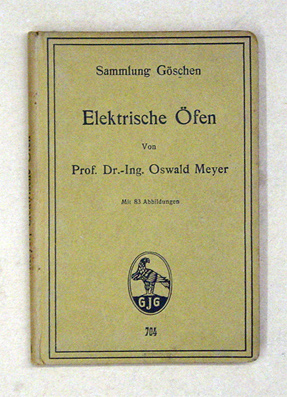 Sammlung Göschen
Elektrische Öfen
Von
Prof. Dr.-Ing. Oswald Meyer
Mit 83 Abbildungen
GJG
704